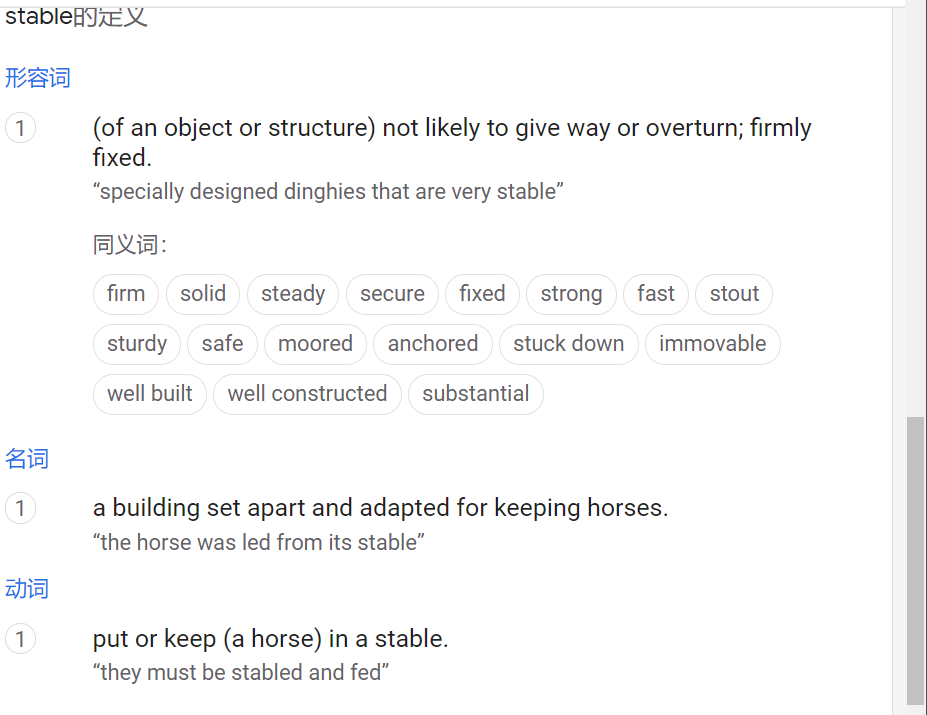 stable的定义
形容词
1
(of an object or structure) not likely to give way or overturn; firmly
fixed.
“specially designed dinghies that are very stable”
同义词：
firm solid steady secure fixed strong fast stout
sturdy safe moored anchored stuck down immovable
well built well constructed substantial
名词
1
a building set apart and adapted for keeping horses.
“the horse was led from its stable”
动词
1
put or keep (a horse) in a stable.
“they must be stabled and fed”